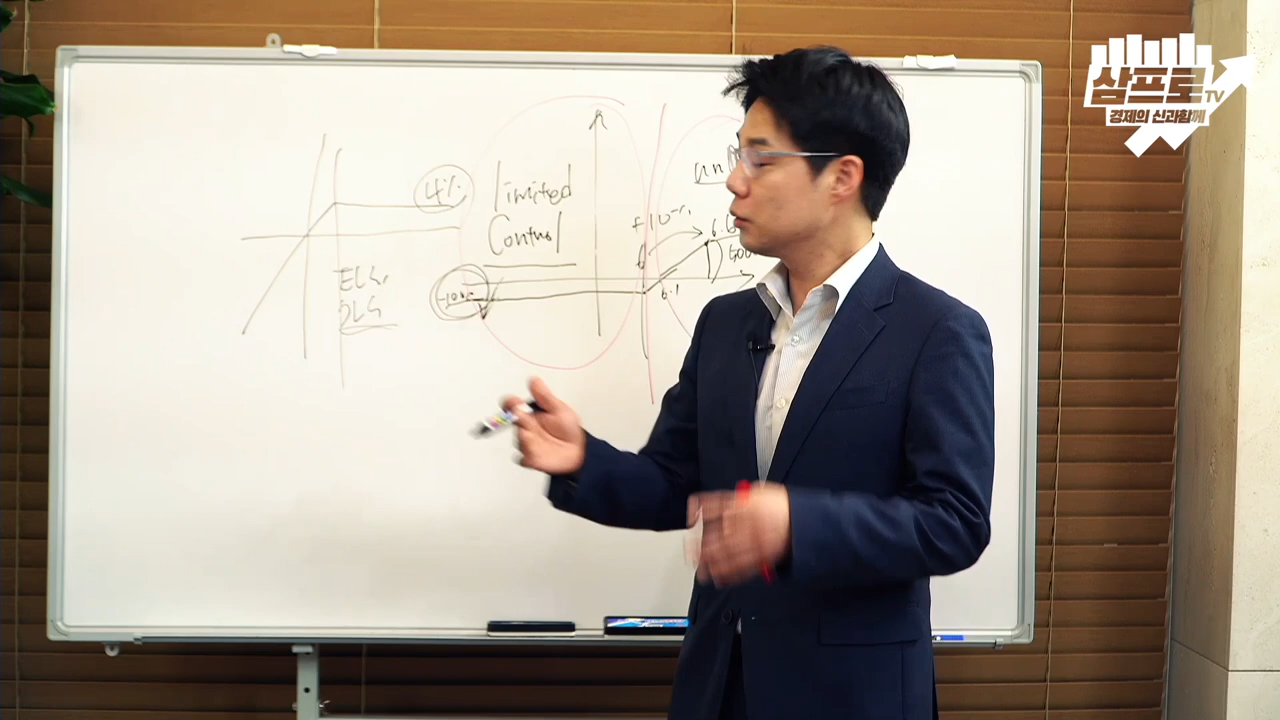 삼프로TV
경제의 신과함께
4%
limited
Control
ELS,
DLS
+10%
un
6.1